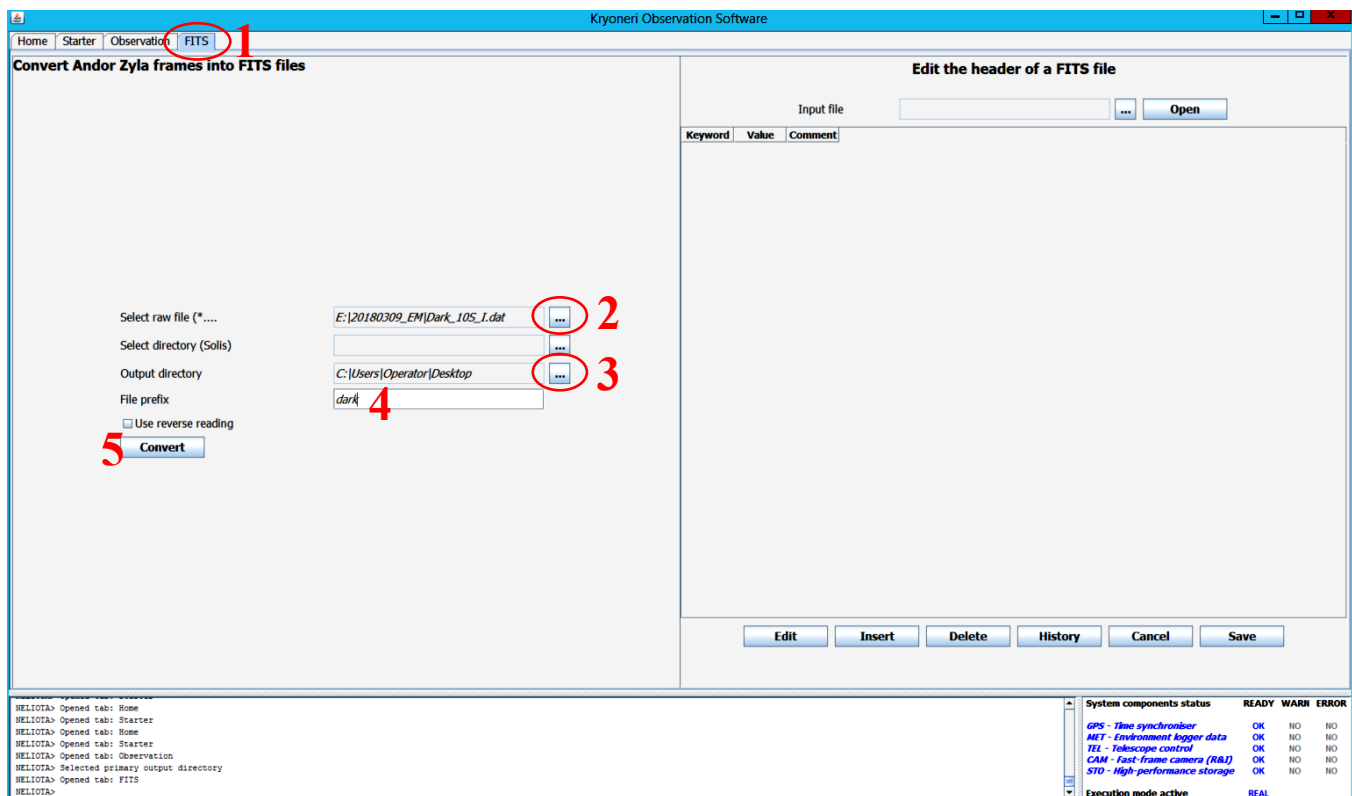 Kryoneri Observation Software
Home Starter Observation FITS 1
Convert Andor Zyla frames into FITS files
Select raw file (*.... E:|20180309_EM|Dark_10S_I.dat ... 2
Select directory (Solis) ...
Output directory C:|Users|Operator|Desktop ... 3
File prefix dark 4
Use reverse reading
5 Convert
Edit the header of a FITS file
Input file ... Open
Keyword Value Comment
Edit Insert Delete History Cancel Save
NELIOTA> Opened tab: Starter
NELIOTA> Opened tab: Home
NELIOTA> Opened tab: Starter
NELIOTA> Opened tab: Home
NELIOTA> Opened tab: Starter
NELIOTA> Opened tab: Observation
NELIOTA> Selected primary output directory
NELIOTA> Opened tab: FITS
NELIOTA>
System components status READY WARN ERROR
GPS - Time synchroniser OK NO NO
MET - Environment logger data OK NO NO
TEL - Telescope control OK NO NO
CAM - Fast-frame camera (R&I) OK NO NO
STO - High-performance storage OK NO NO
Execution mode active REAL